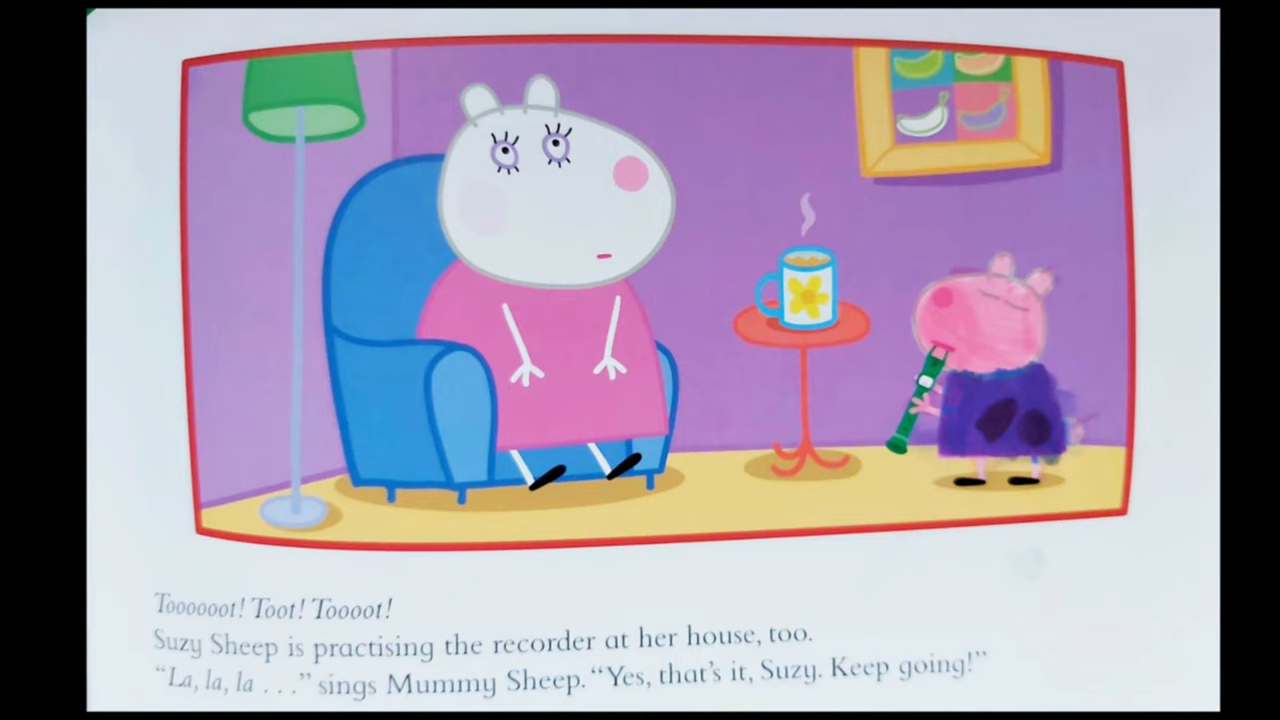 Toooooot! Toot! Toooot!
Suzy Sheep is practising the recorder at her house, too.
“La, la, la . . .” sings Mummy Sheep. “Yes, that’s it, Suzy. Keep going!”